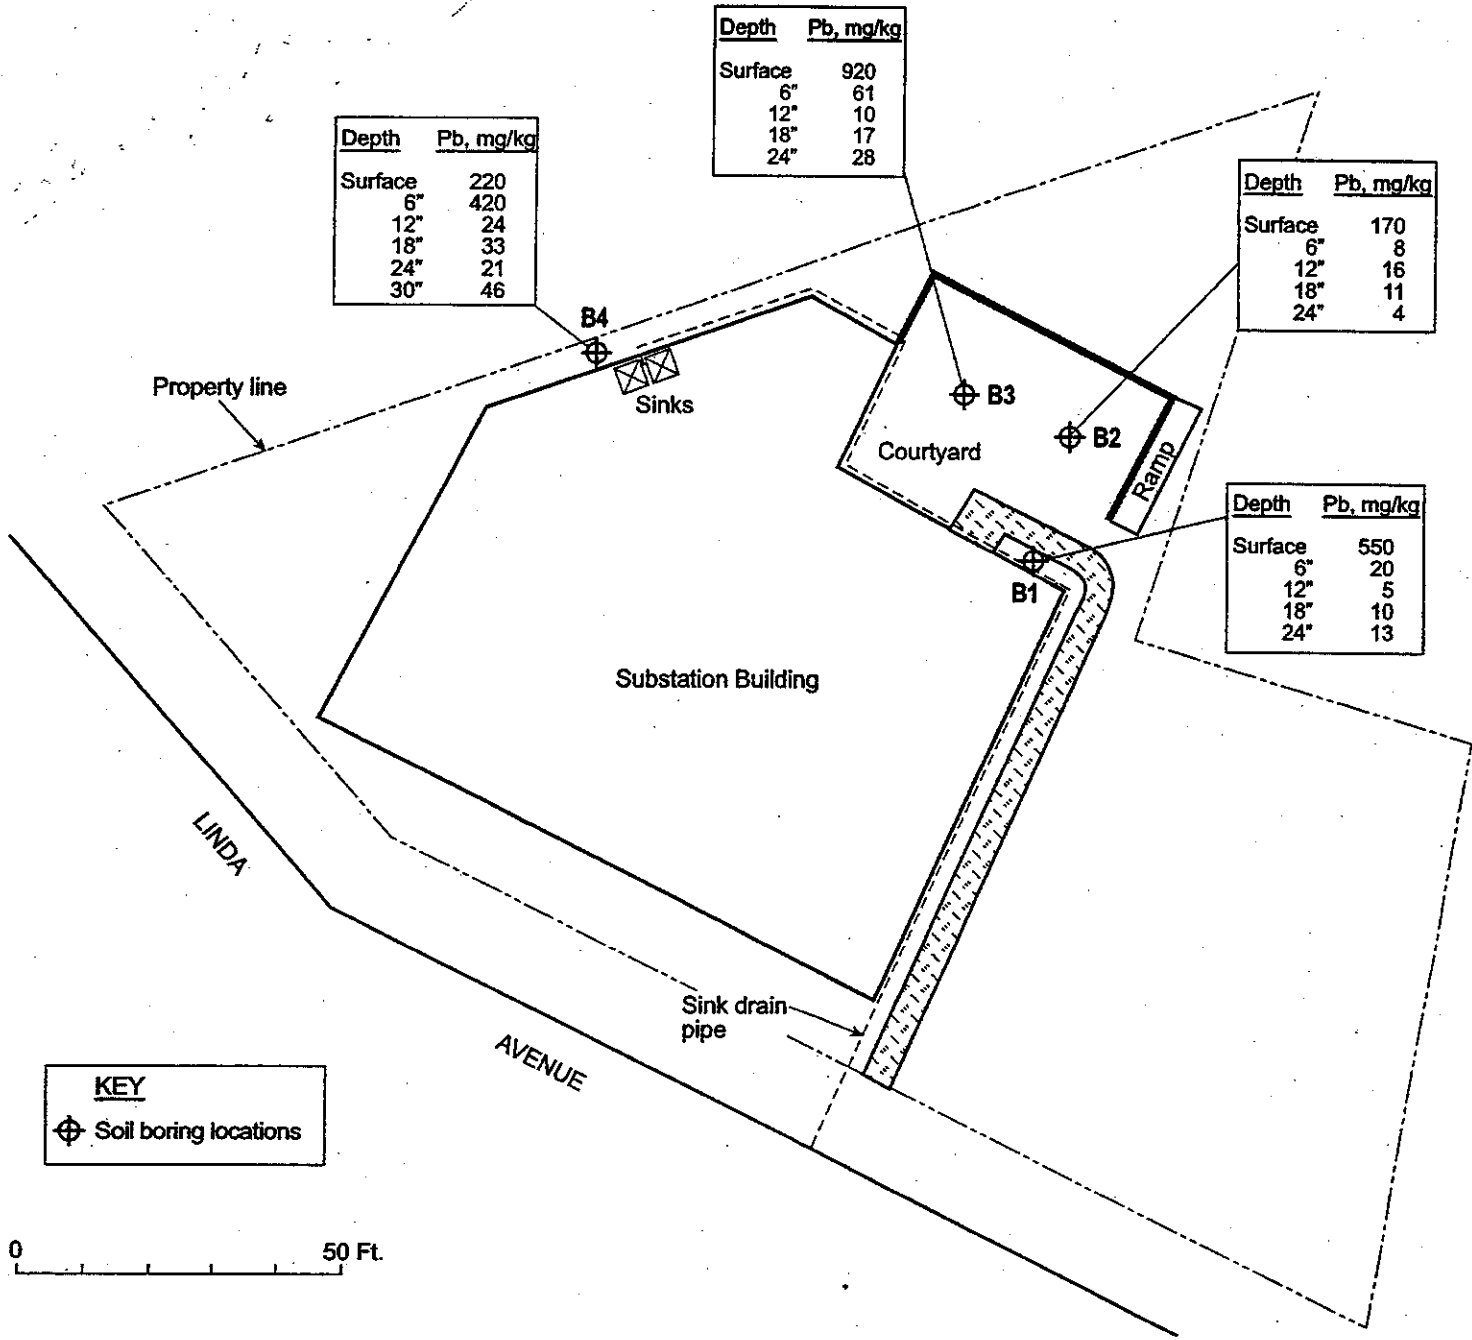 Depth Pb, mg/kg
Surface 920
6" 61
12" 10
18" 17
24" 28
Depth Pb, mg/kg
Surface 220
6" 420
12" 24
18" 33
24" 21
30" 46
Depth Pb, mg/kg
Surface 170
6" 8
12" 16
18" 11
24" 4
B4
Property line
Sinks
B3
B2
Courtyard
Ramp
Depth Pb, mg/kg
Surface 550
6" 20
12" 5
18" 10
24" 13
B1
Substation Building
LINDA
AVENUE
Sink drain
pipe
KEY
Soil boring locations
0 50 Ft.